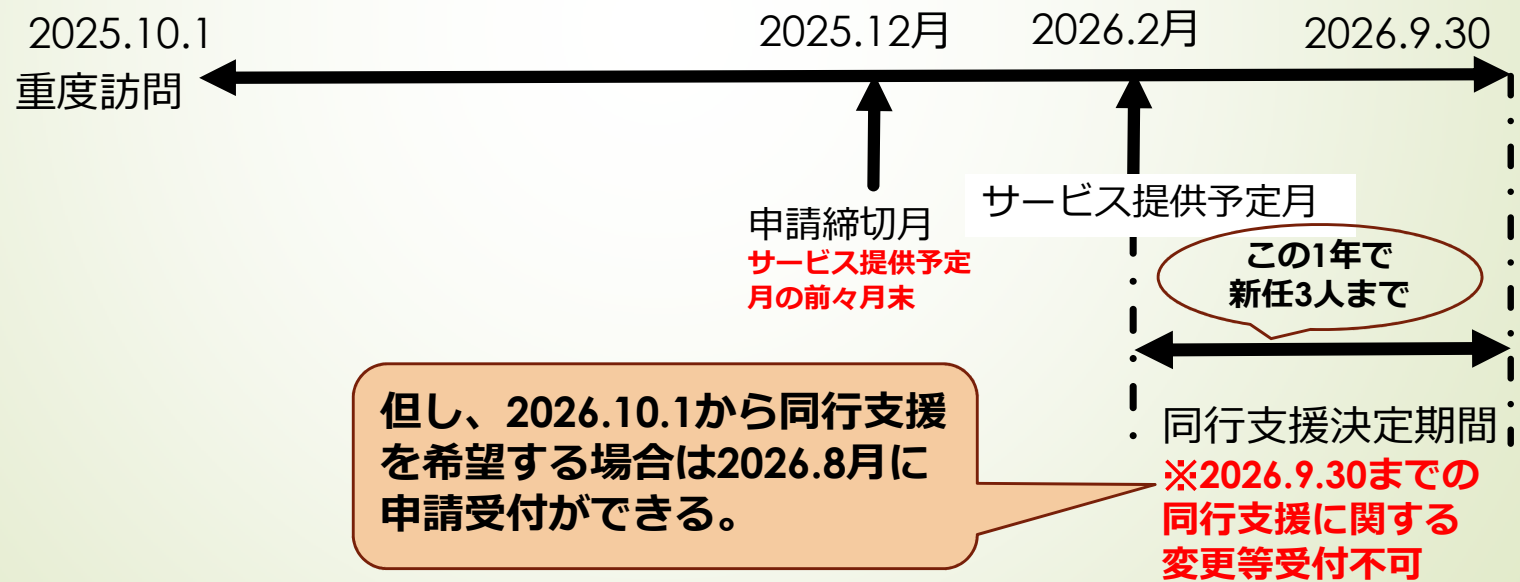 2025.10.1
重度訪問
2025.12月
2026.2月
2026.9.30
申請締切月
サービス提供予定
月の前々月末
サービス提供予定月
この1年で
新任3人まで
但し、2026.10.1から同行支援
を希望する場合は2026.8月に
申請受付ができる。
同行支援決定期間
※2026.9.30までの
同行支援に関する
変更等受付不可